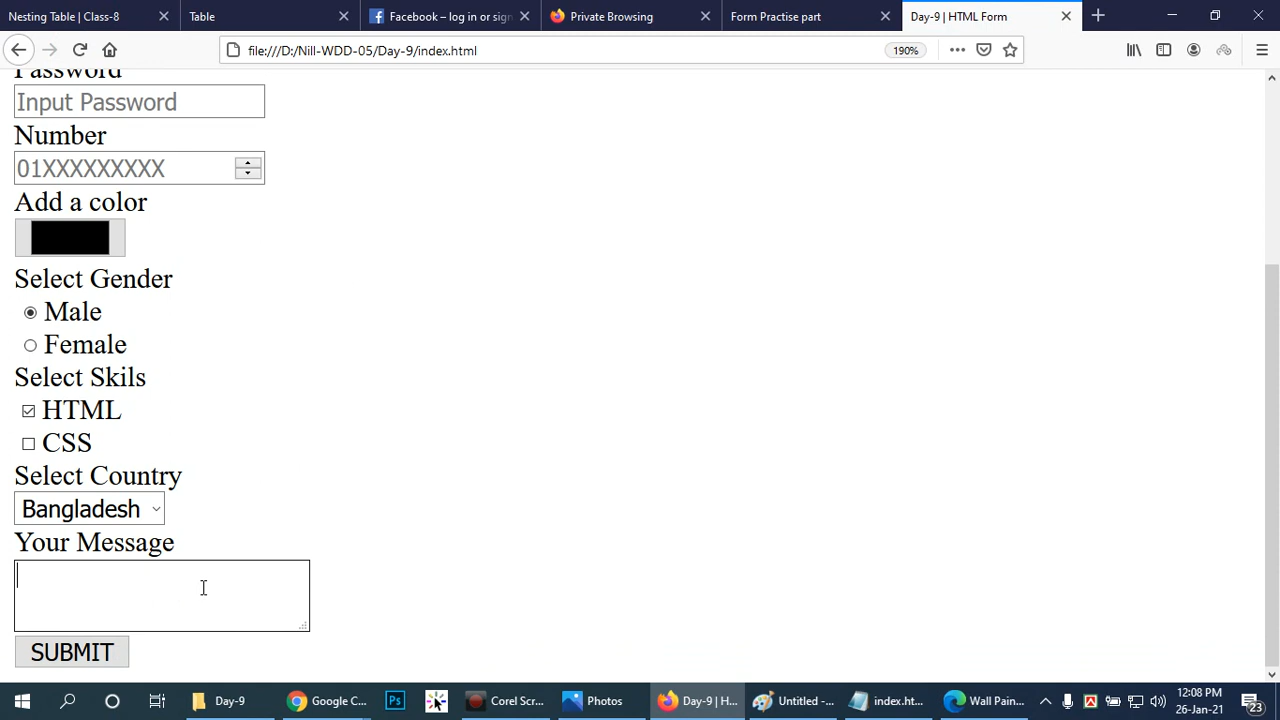 Nesting Table | Class-8
Table
Facebook – log in or sign
Private Browsing
Form Practise part
Day-9 | HTML Form
file:///D:/Nill-WDD-05/Day-9/index.html
190%
Password
Input Password
Number
01XXXXXXXXX
Add a color
Select Gender
Male
Female
Select Skils
HTML
CSS
Select Country
Bangladesh
Your Message
SUBMIT
Day-9
Google C...
Ps
Corel Scr...
Photos
Day-9 | H...
Untitled -...
index.ht...
Wall Pain...
12:08 PM
26-Jan-21
23